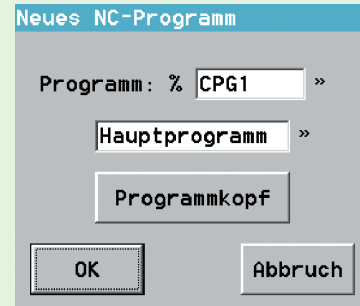 Neues NC-Programm
Programm: % CPG1 »
Hauptprogramm »
Programmkopf
OK Abbruch